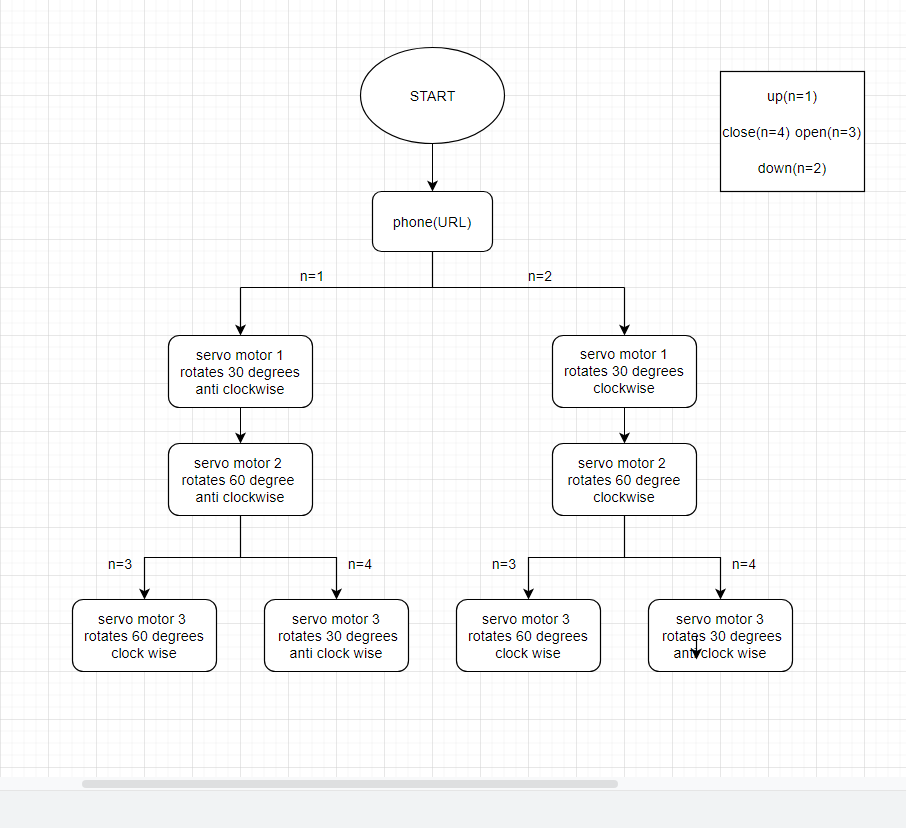 START
up(n=1)
close(n=4) open(n=3)
down(n=2)
phone(URL)
n=1
n=2
servo motor 1
rotates 30 degrees
anti clockwise
servo motor 1
rotates 30 degrees
clockwise
servo motor 2
rotates 60 degree
anti clockwise
servo motor 2
rotates 60 degree
clockwise
n=3
n=4
n=3
n=4
servo motor 3
rotates 60 degrees
clock wise
servo motor 3
rotates 30 degrees
anti clock wise
servo motor 3
rotates 60 degrees
clock wise
servo motor 3
rotates 30 degrees
anti clock wise